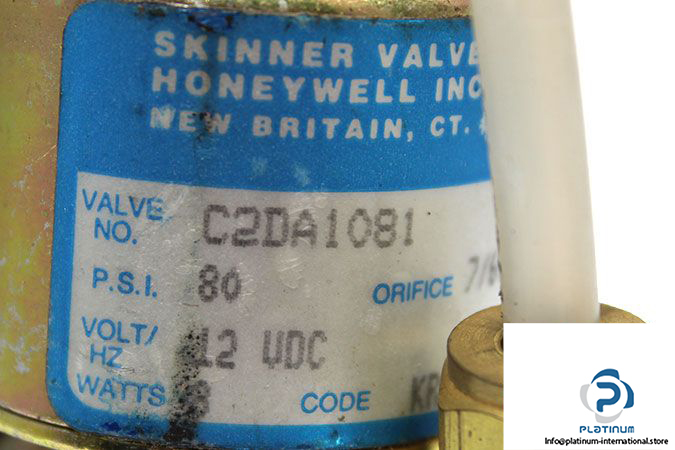 SKINNER VALVE
HONEYWELL INC
NEW BRITAIN, CT.
VALVE NO. C2DA1081
P.S.I. 80 ORIFICE
VOLT/ HZ 12 VDC
WATTS 8 CODE
PLATINUM
Info@platinum-international.store